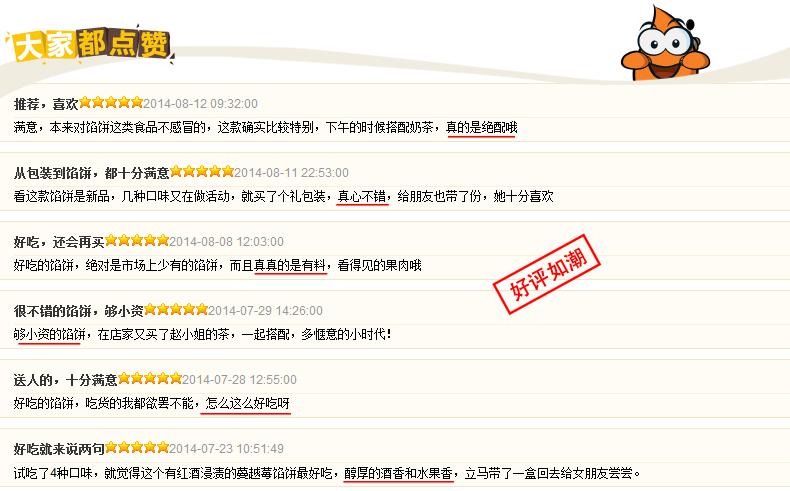 大家都点赞
推荐，喜欢 2014-08-12 09:32:00
满意，本来对馅饼这类食品不感冒的，这款确实比较特别，下午的时候搭配奶茶，真的是绝配哦
从包装到馅饼，都十分满意 2014-08-11 22:53:00
看这款馅饼是新品，几种口味又在做活动，就买了个礼包装，真心不错，给朋友也带了份，她十分喜欢
好吃，还会再买 2014-08-08 12:03:00
好吃的馅饼，绝对是市场上少有的馅饼，而且真真的是有料，看得见的果肉哦
好评如潮
很不错的馅饼，够小资 2014-07-29 14:26:00
够小资的馅饼，在店家又买了赵小姐的茶，一起搭配，多惬意的小时代！
送人的，十分满意 2014-07-28 12:55:00
好吃的馅饼，吃货的我都欲罢不能，怎么这么好吃呀
好吃就来说两句 2014-07-23 10:51:49
试吃了4种口味，就觉得这个有红酒浸渍的蔓越莓馅饼最好吃，醇厚的酒香和水果香，立马带了一盒回去给女朋友尝尝。